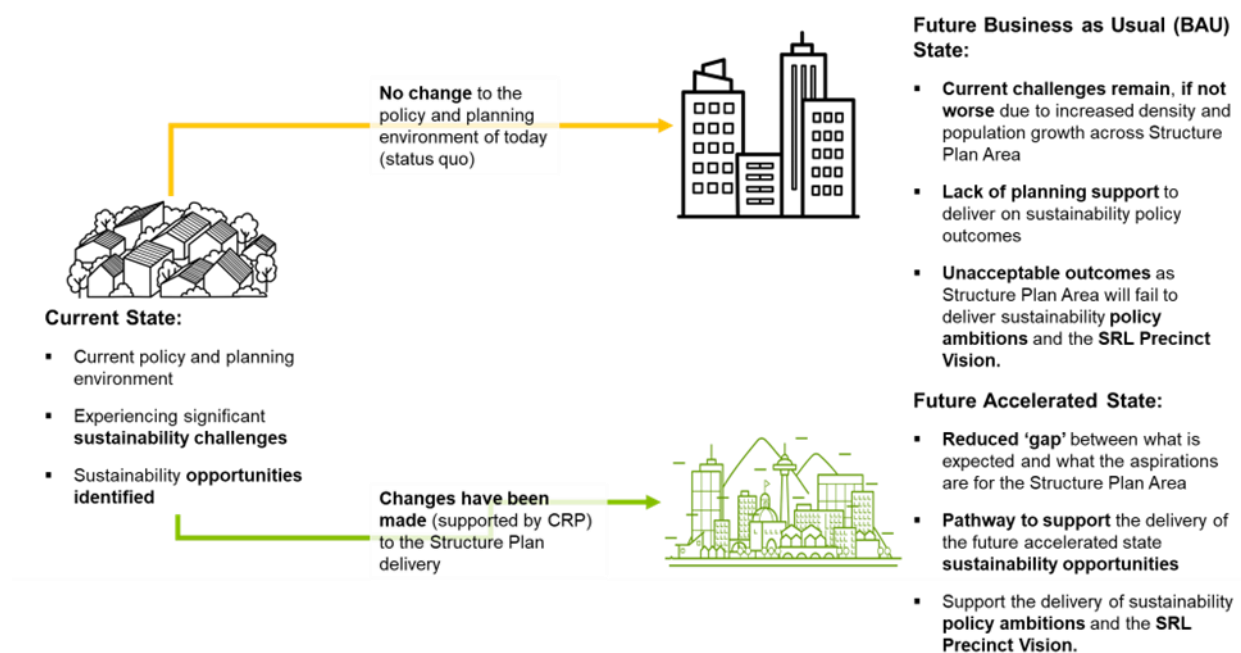 Current State:
▪ Current policy and planning
environment
▪ Experiencing significant
sustainability challenges
▪ Sustainability opportunities
identified
No change to the
policy and planning
environment of today
(status quo)
Changes have been
made (supported by CRP)
to the Structure Plan
delivery
Future Business as Usual (BAU)
State:
▪ Current challenges remain, if not
worse due to increased density and
population growth across Structure
Plan Area
▪ Lack of planning support to
deliver on sustainability policy
outcomes
▪ Unacceptable outcomes as
Structure Plan Area will fail to
deliver sustainability policy
ambitions and the SRL Precinct
Vision.
Future Accelerated State:
▪ Reduced ‘gap’ between what is
expected and what the aspirations
are for the Structure Plan Area
▪ Pathway to support the delivery of
the future accelerated state
sustainability opportunities
▪ Support the delivery of sustainability
policy ambitions and the SRL
Precinct Vision.